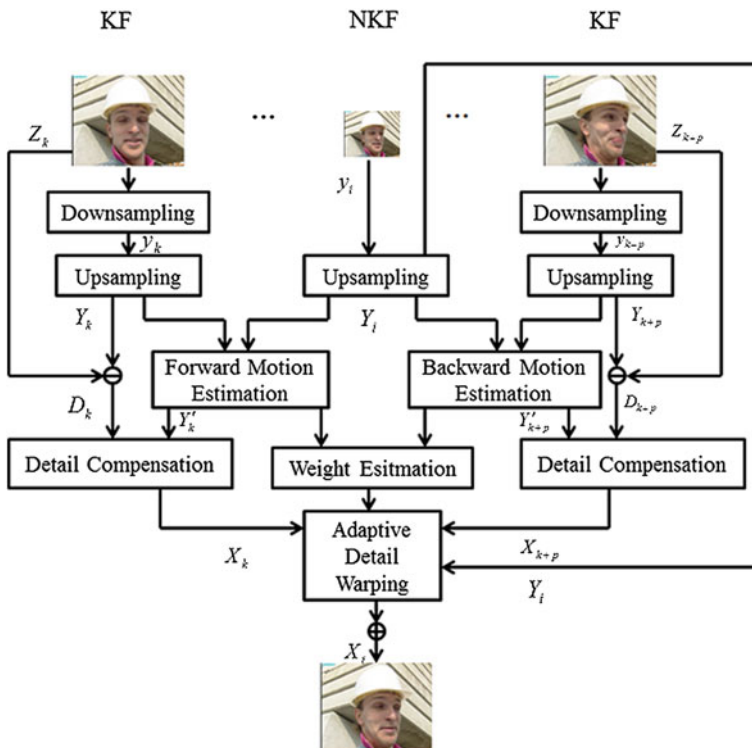 KF NKF KF
... ...
Z_k y_i Z_{k-p}
Downsampling Downsampling
y_k y_{k-p}
Upsampling Upsampling Upsampling
Y_k Y_i Y_{k+p}
Forward Motion
Estimation
Backward Motion
Estimation
D_k Y'_k Y'_{k+p} D_{k-p}
Detail Compensation Weight Esitmation Detail Compensation
X_k Adaptive
Detail
Warping
X_{k+p}
Y_i
X_i